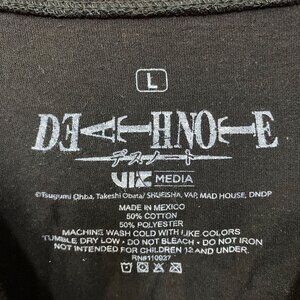 L
DEATH NOTE
デスノート
VIZ MEDIA
©Tsugumi Ohba, Takeshi Obata/ SHUEISHA, VAP, MAD HOUSE, DNDP
MADE IN MEXICO
50% COTTON
50% POLYESTER
MACHINE WASH COLD WITH LIKE COLORS
TUMBLE DRY LOW - DO NOT BLEACH - DO NOT IRON
NOT INTENDED FOR CHILDREN 12 AND UNDER.
RN#110927